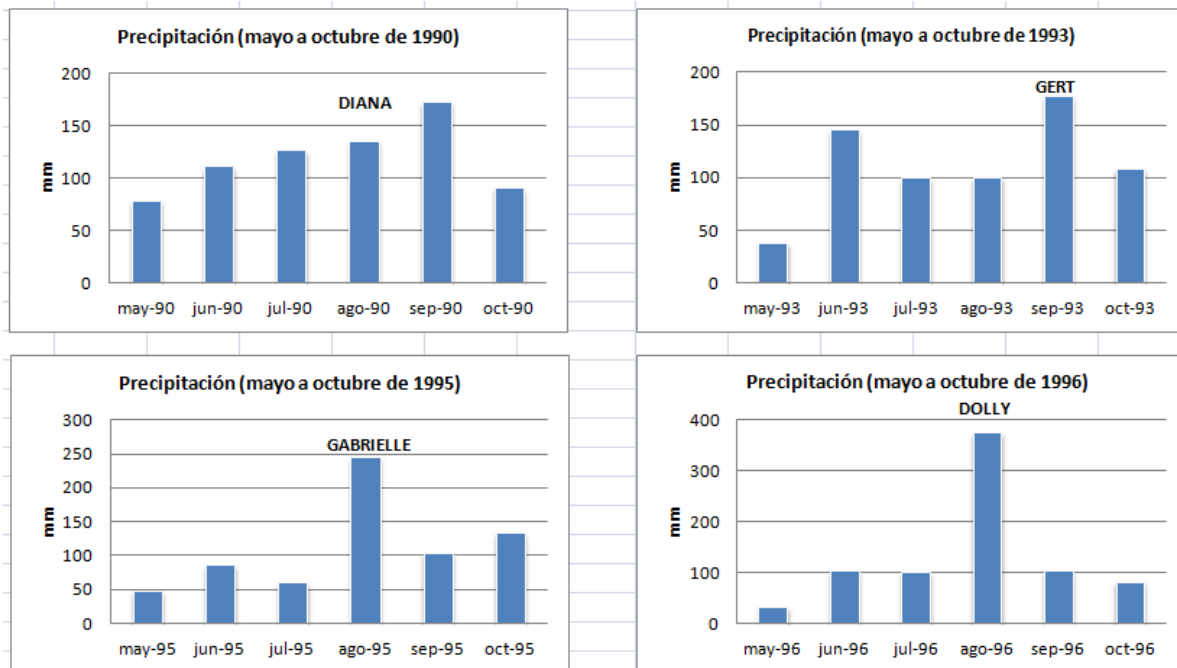 Precipitación (mayo a octubre de 1990)
200
150
100
50
0
mm
DIANA
may-90 jun-90 jul-90 ago-90 sep-90 oct-90
Precipitación (mayo a octubre de 1993)
200
150
100
50
0
mm
GERT
may-93 jun-93 jul-93 ago-93 sep-93 oct-93
Precipitación (mayo a octubre de 1995)
300
250
200
150
100
50
0
mm
GABRIELLE
may-95 jun-95 jul-95 ago-95 sep-95 oct-95
Precipitación (mayo a octubre de 1996)
DOLLY
400
300
200
100
0
mm
may-96 jun-96 jul-96 ago-96 sep-96 oct-96